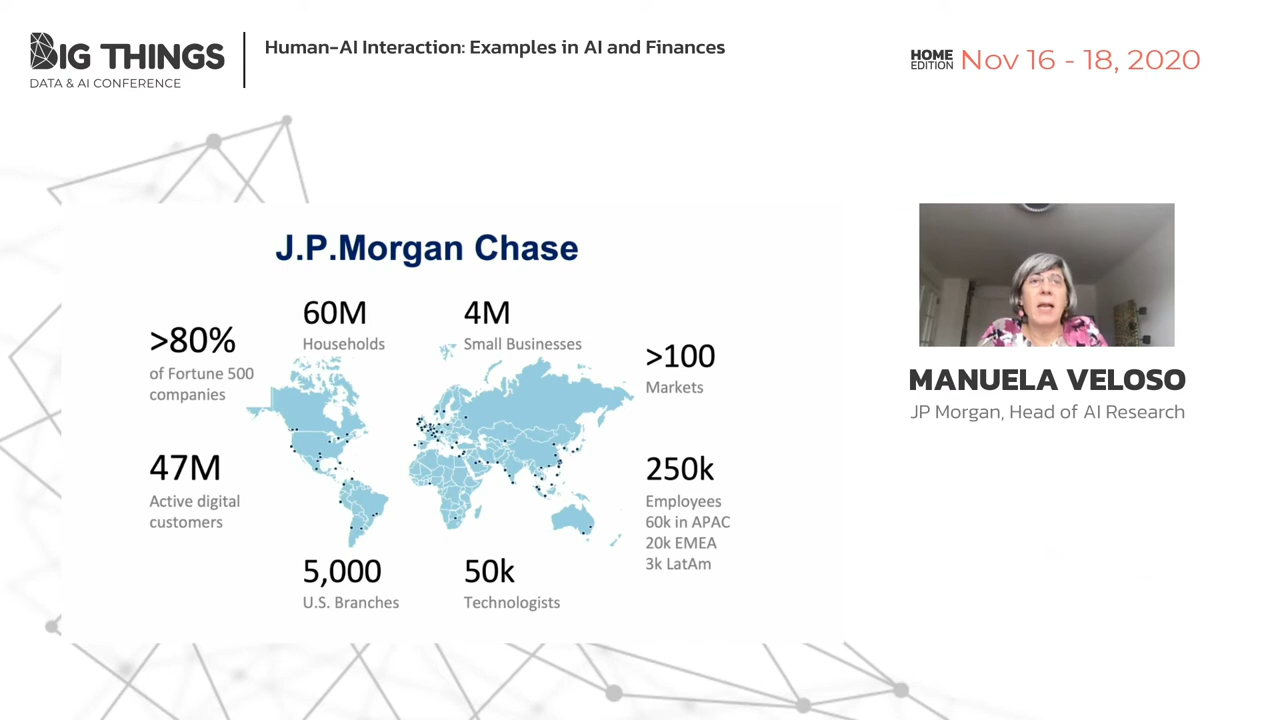 BIG THINGS
DATA & AI CONFERENCE
Human-AI Interaction: Examples in AI and Finances
HOME
EDITION
Nov 16 - 18, 2020
J.P.Morgan Chase
>80%
of Fortune 500
companies
60M
Households
4M
Small Businesses
>100
Markets
47M
Active digital
customers
250k
Employees
60k in APAC
20k EMEA
3k LatAm
5,000
U.S. Branches
50k
Technologists
MANUELA VELOSO
JP Morgan, Head of AI Research